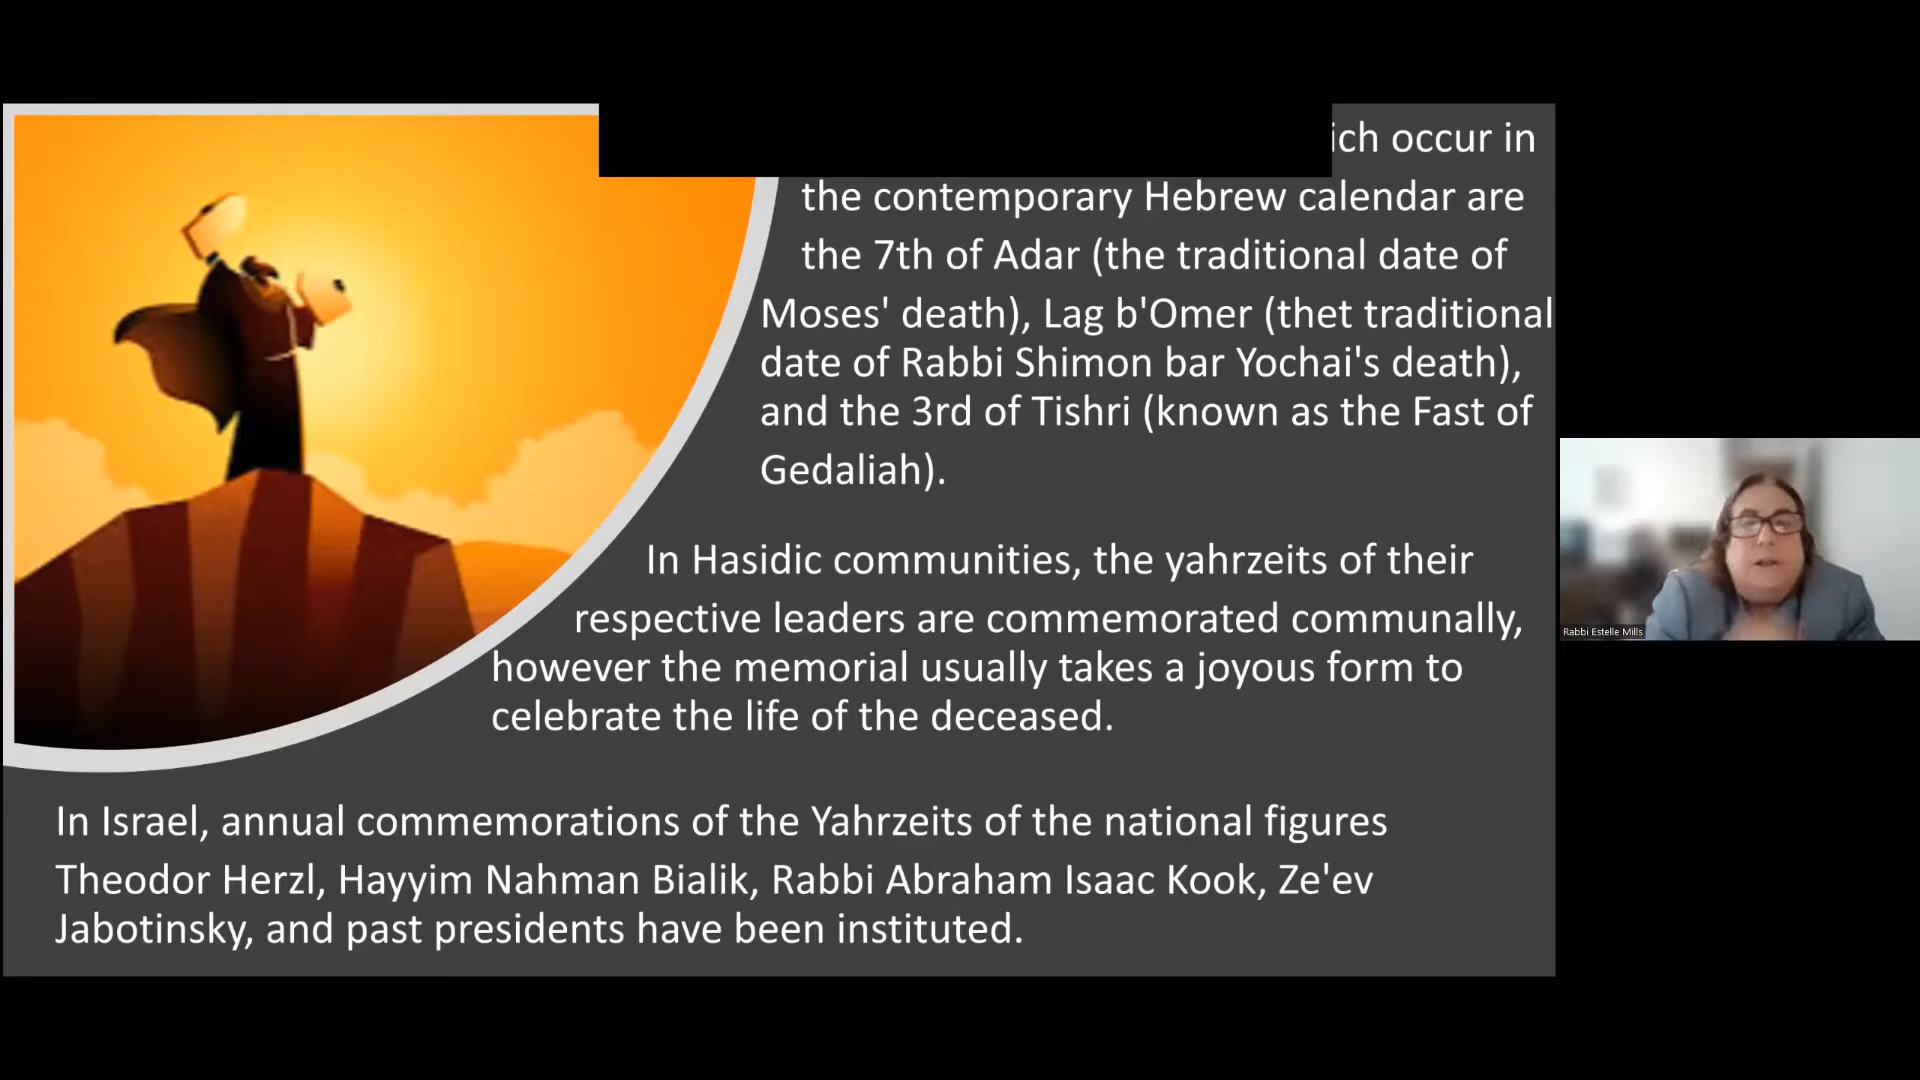 occur in
the contemporary Hebrew calendar are
the 7th of Adar (the traditional date of
Moses' death), Lag b'Omer (thet traditional
date of Rabbi Shimon bar Yochai's death),
and the 3rd of Tishri (known as the Fast of
Gedaliah).
In Hasidic communities, the yahrzeits of their
respective leaders are commemorated communally,
however the memorial usually takes a joyous form to
celebrate the life of the deceased.
In Israel, annual commemorations of the Yahrzeits of the national figures
Theodor Herzl, Hayyim Nahman Bialik, Rabbi Abraham Isaac Kook, Ze'ev
Jabotinsky, and past presidents have been instituted.
Rabbi Estelle Mills